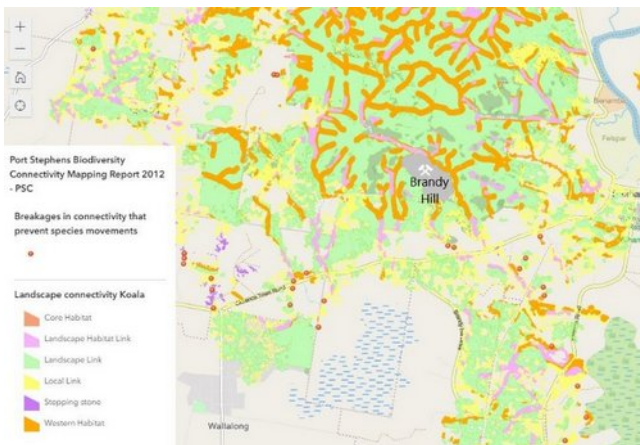 +
−
Port Stephens Biodiversity
Connectivity Mapping Report 2012
- PSC
Breakages in connectivity that
prevent species movements
Landscape connectivity Koala
Core Habitat
Landscape Habitat Link
Landscape Link
Local Link
Stepping stone
Western Habitat
Brandy
Hill
Wallalong